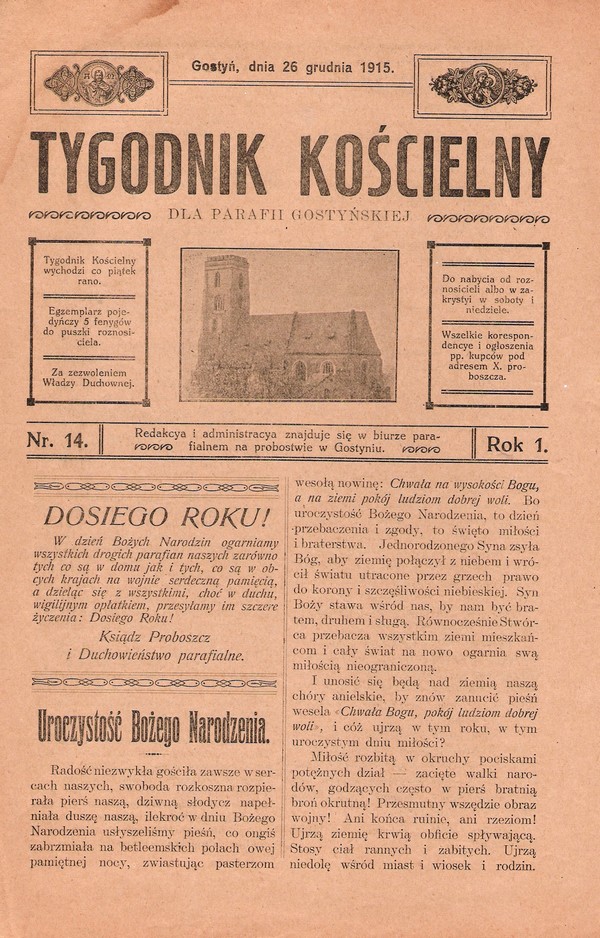 Gostyń, dnia 26 grudnia 1915.
TYGODNIK KOŚCIELNY
DLA PARAFII GOSTYŃSKIEJ
Tygodnik Kościelny
wychodzi co piątek
rano.
Egzemplarz poje-
dyńczy 5 fenygów
do puszki roznosi-
ciela.
Za zezwoleniem
Władzy Duchownej.
Do nabycia od roz-
nosicieli albo w za-
krystyi w soboty i
niedziele.
Wszelkie korespon-
dencye i ogłoszenia
pp. kupców pod
adresem X. pro-
boszcza.
Nr. 14.
Redakcya i administracya znajduje się w biurze para-
fialnem na probostwie w Gostyniu.
Rok 1.
DOSIEGO ROKU!
W dzień Bożych Narodzin ogarniamy
wszystkich drogich parafian naszych zarówno
tych co są w domu jak i tych, co są w ob-
cych krajach na wojnie serdeczną pamięcią,
a dzieląc się z wszystkimi, choć w duchu,
wigilijnym opłatkiem, przesyłamy im szczere
życzenia: Dosiego Roku!
Ksiądz Proboszcz
i Duchowieństwo parafialne.
Uroczystość Bożego Narodzenia.
Radość niezwykła gościła zawsze w ser-
cach naszych, swoboda rozkoszna rozpie-
rała pierś naszą, dziwną słodycz napeł-
niała duszę naszą, ilekroć w dniu Bożego
Narodzenia usłyszeliśmy pieśń, co ongiś
zabrzmiała na betleemskich polach owej
pamiętnej nocy, zwiastując pasterzom
wesołą nowinę: Chwała na wysokości Bogu,
a na ziemi pokój ludziom dobrej woli. Bo
uroczystość Bożego Narodzenia, to dzień
przebaczenia i zgody, to święto miłości
i braterstwa. Jednorodzonego Syna zsyła
Bóg, aby ziemię połączył z niebem i wró-
cił światu utracone przez grzech prawo
do korony i szczęśliwości niebieskiej. Syn
Boży stawa wśród nas, by nam być bra-
tem, druhem i sługą. Równocześnie Stwór-
ca przebacza wszystkim ziemi mieszkań-
com i cały świat na nowo ogarnia swą
miłością nieograniczoną.
I unosić się będą nad ziemią naszą
chóry anielskie, by znów zanucić pieśń
wesela «Chwała Bogu, pokój ludziom dobrej
woli», i cóż ujrzą w tym roku, w tym
uroczystym dniu miłości?
Miłość rozbitą w okruchy pociskami
potężnych dział — zacięte walki naro-
dów, godzących często w pierś bratnią
broń okrutną! Przesmutny wszędzie obraz
wojny! Ani końca ruinie, ani rzeziom!
Ujrzą ziemię krwią obficie spływającą.
Stosy ciał rannych i zabitych. Ujrzą
niedolę wśród miast i wiosek i rodzin.